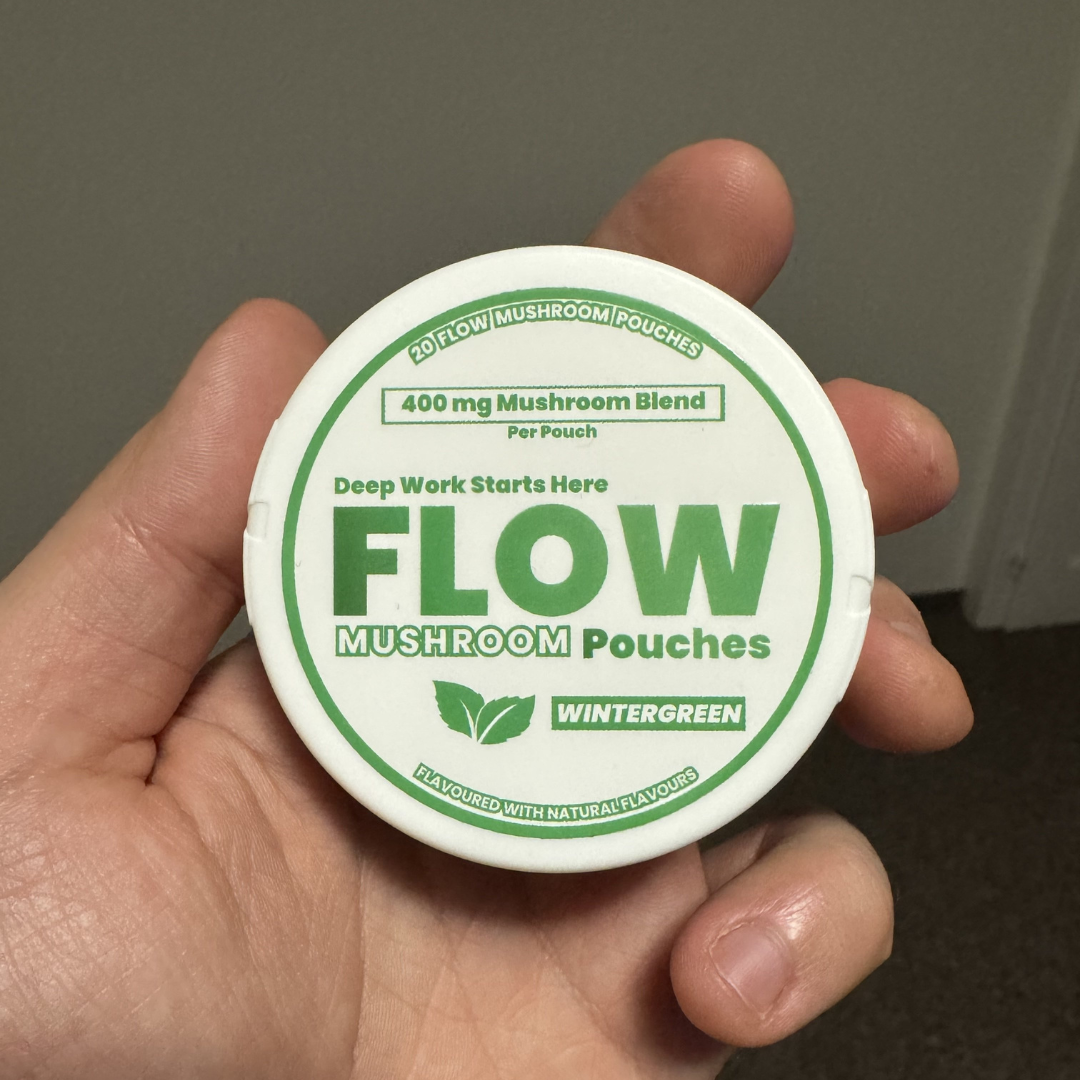 20 FLOW MUSHROOM POUCHES
400 mg Mushroom Blend
Per Pouch
Deep Work Starts Here
FLOW
MUSHROOM Pouches
WINTERGREEN
FLAVOURED WITH NATURAL FLAVOURS